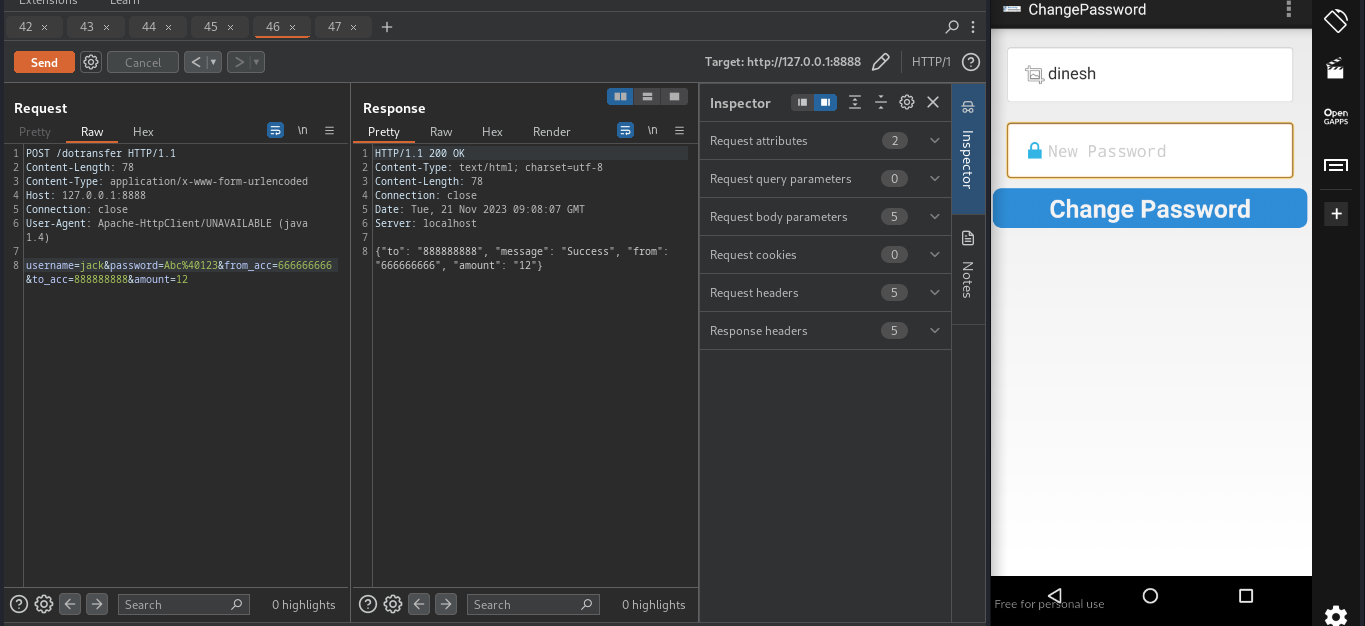 Extensions Learn
42 × 43 × 44 × 45 × 46 × 47 × +
Send Cancel < > Target: http://127.0.0.1:8888 HTTP/1
Request
Pretty Raw Hex \n
1 POST /dotransfer HTTP/1.1
2 Content-Length: 78
3 Content-Type: application/x-www-form-urlencoded
4 Host: 127.0.0.1:8888
5 Connection: close
6 User-Agent: Apache-HttpClient/UNAVAILABLE (java
1.4)
7
8 username=jack&password=Abc%40123&from_acc=666666666
&to_acc=888888888&amount=12
Search 0 highlights
Response
Pretty Raw Hex Render \n
1 HTTP/1.1 200 OK
2 Content-Type: text/html; charset=utf-8
3 Content-Length: 78
4 Connection: close
5 Date: Tue, 21 Nov 2023 09:08:07 GMT
6 Server: localhost
7
8 {"to": "888888888", "message": "Success", "from":
"666666666", "amount": "12"}
Search 0 highlights
Inspector
Request attributes 2
Request query parameters 0
Request body parameters 5
Request cookies 0
Request headers 5
Response headers 5
Inspector
Notes
ChangePassword
dinesh
New Password
Change Password
Free for personal use
Open
GAPPS